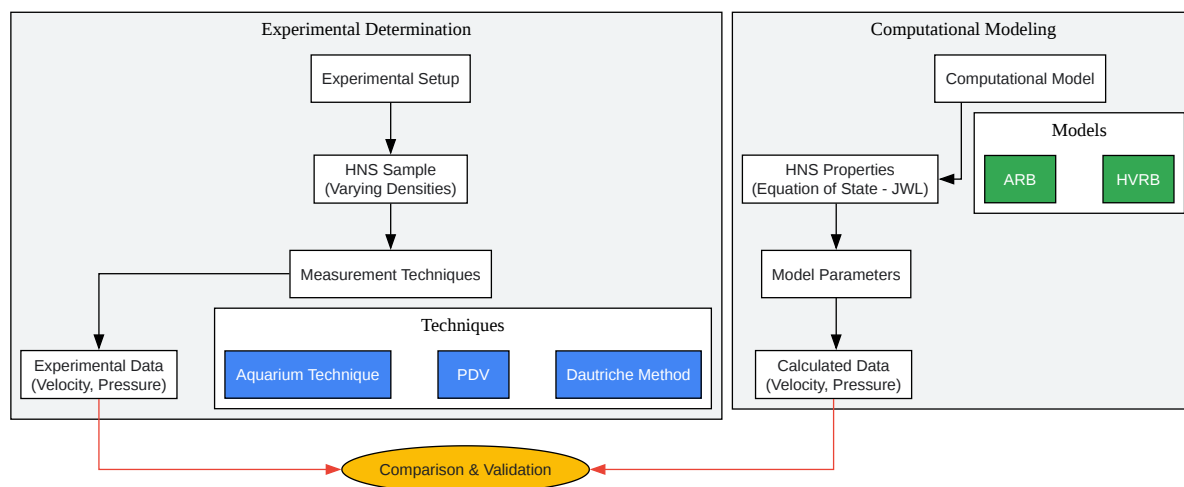 Experimental Determination
Experimental Setup
HNS Sample
(Varying Densities)
Measurement Techniques
Techniques
Aquarium Technique
PDV
Dautriche Method
Experimental Data
(Velocity, Pressure)
Computational Modeling
Computational Model
Models
ARB
HVRB
HNS Properties
(Equation of State - JWL)
Model Parameters
Calculated Data
(Velocity, Pressure)
Comparison & Validation